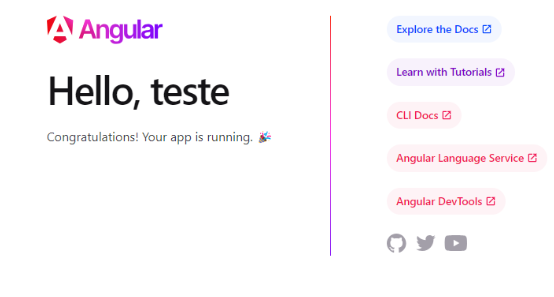 Angular
Hello, teste
Congratulations! Your app is running. 🎉
Explore the Docs
Learn with Tutorials
CLI Docs
Angular Language Service
Angular DevTools